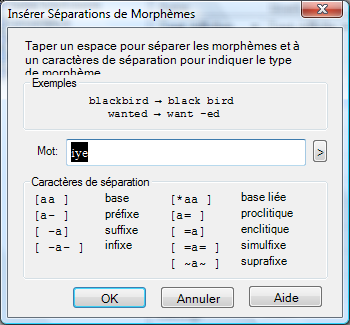 Insérer Séparations de Morphèmes
Taper un espace pour séparer les morphèmes et à
un caractères de séparation pour indiquer le type
de morphème
Exemples
blackbird → black bird
wanted → want -ed
Mot: iye >
Caractères de séparation
[aa ] base [*aa ] base liée
[a- ] préfixe [a= ] proclitique
[ -a] suffixe [ =a] enclitique
[ -a- ] infixe [ =a= ] simulfixe
[ ~a~ ] suprafixe
OK Annuler Aide